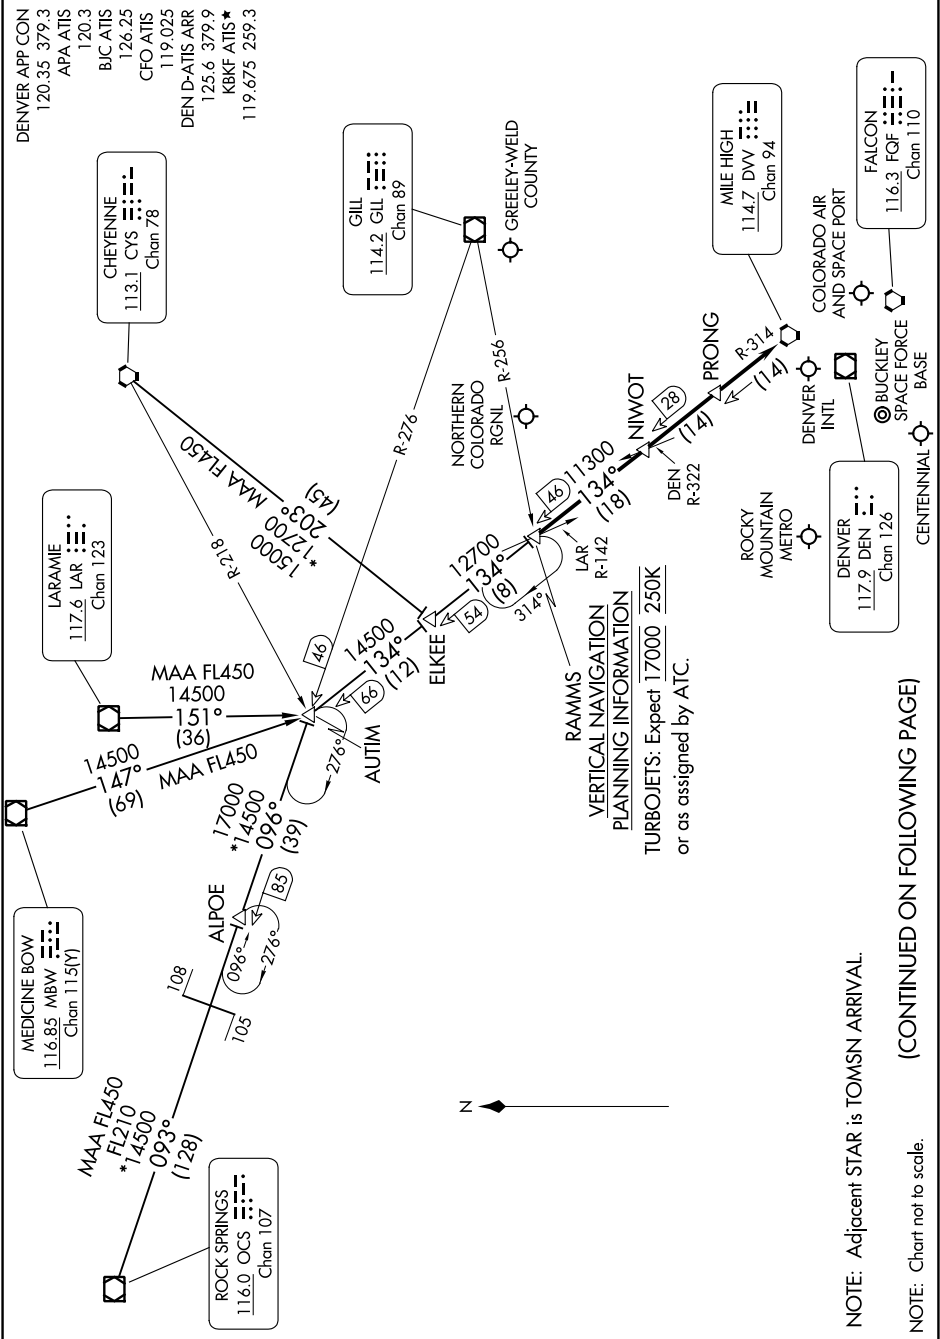 DENVER APP CON
120.35 379.3
APA ATIS
120.3
BJC ATIS
126.25
CFO ATIS
119.025
DEN D-ATIS ARR
125.6 379.9
KBKF ATIS★
119.675 259.3
MEDICINE BOW
116.85 MBW
Chan 115(Y)
LARAMIE
117.6 LAR
Chan 123
CHEYENNE
113.1 CYS
Chan 78
GILL
114.2 GLL
Chan 89
GREELEY-WELD
COUNTY
MILE HIGH
114.7 DVV
Chan 94
FALCON
116.3 FQF
Chan 110
COLORADO AIR
AND SPACE PORT
BUCKLEY
SPACE FORCE
BASE
DENVER
INTL
CENTENNIAL
DENVER
117.9 DEN
Chan 126
ROCKY
MOUNTAIN
METRO
NORTHERN
COLORADO
RGNL
ROCK SPRINGS
116.0 OCS
Chan 107
MAA FL450
FL210
*14500
093°
(128)
108
105
ALPOE
096°
276°
85
17000
*14500
096°
(39)
14500
147°
(69)
MAA FL450
MAA FL450
14500
151°
(36)
R-218
R-276
R-256
46
AUTIM
276°
66
14500
134°
(12)
MAA FL450
15000
*12700
203°
(45)
ELKEE
54
12700
134°
(8)
RAMMS
314°
46
LAR
R-142
11300
134°
(18)
NIWOT
DEN
R-322
28
(14)
PRONG
R-314
(14)
VERTICAL NAVIGATION
PLANNING INFORMATION
TURBOJETS: Expect 17000 250K
or as assigned by ATC.
N
NOTE: Adjacent STAR is TOMSN ARRIVAL.
(CONTINUED ON FOLLOWING PAGE)
NOTE: Chart not to scale.